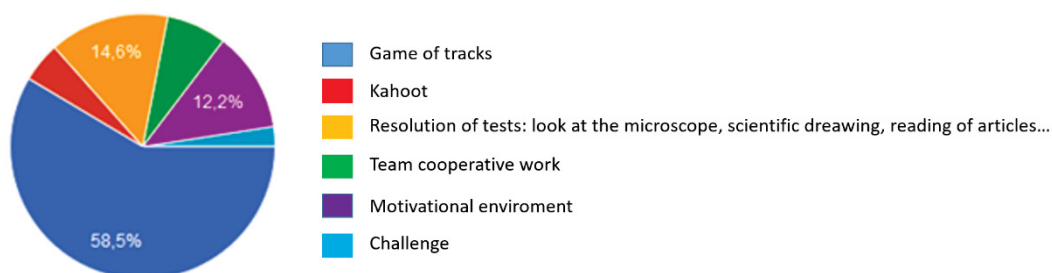 14,6%
12,2%
58,5%
Game of tracks
Kahoot
Resolution of tests: look at the microscope, scientific dreawing, reading of articles...
Team cooperative work
Motivational enviroment
Challenge